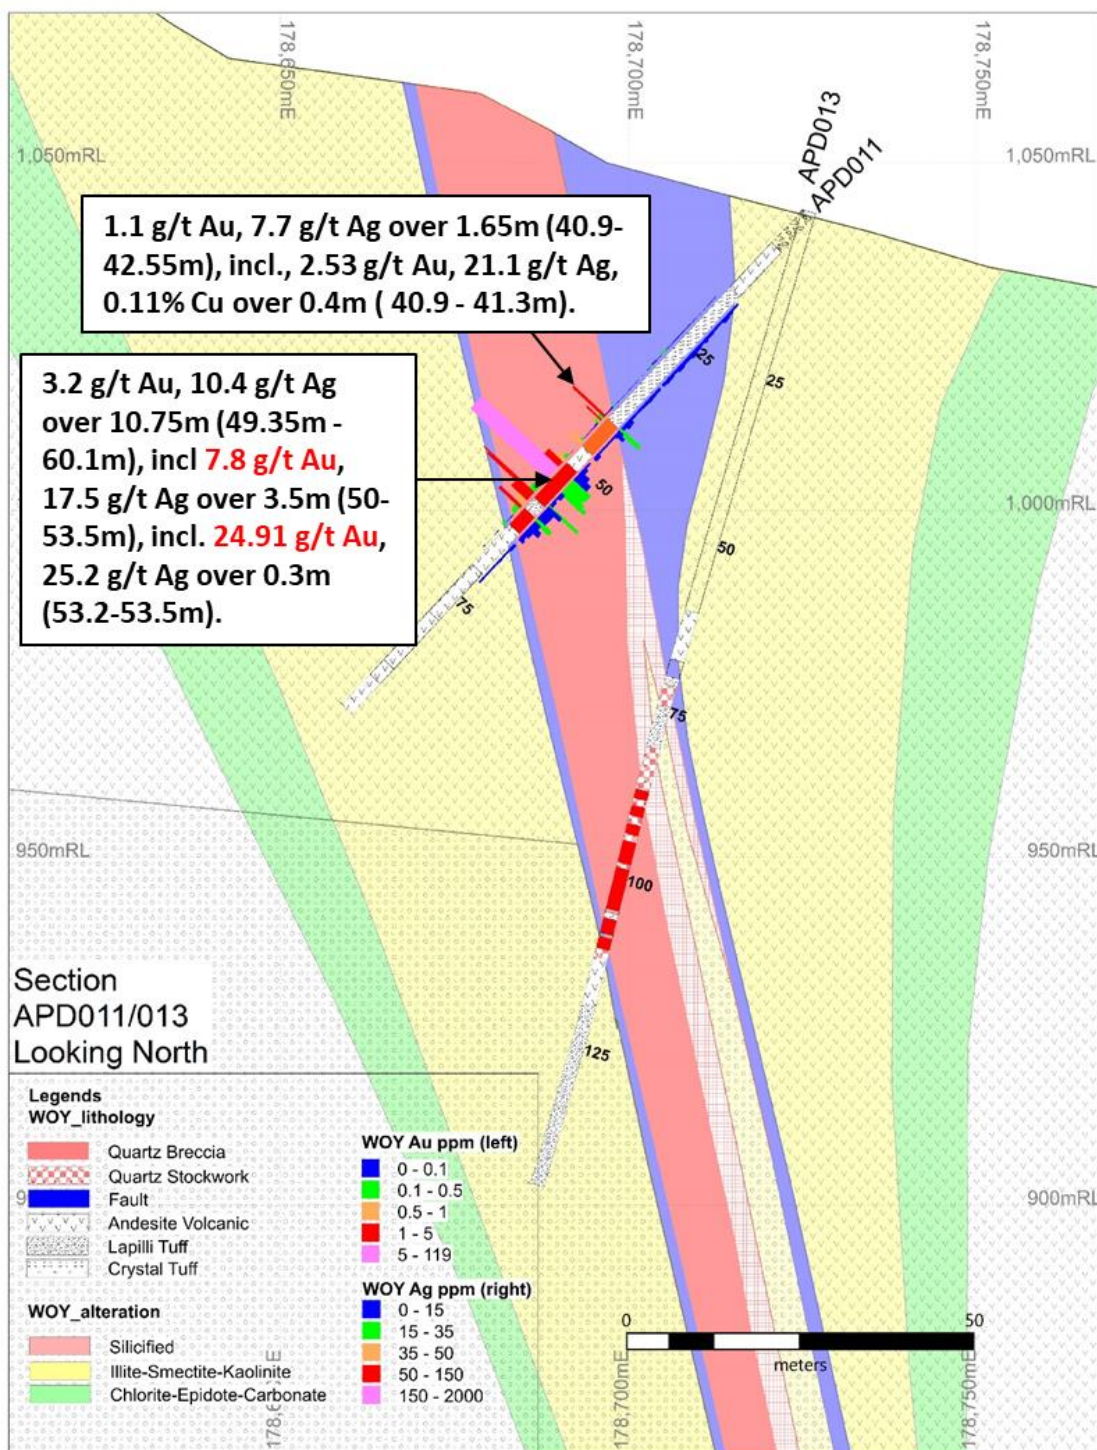 178,650mE
178,700mE
178,750mE
APD013
APD011
1,050mRL
1,050mRL
1.1 g/t Au, 7.7 g/t Ag over 1.65m (40.9-
42.55m), incl., 2.53 g/t Au, 21.1 g/t Ag,
0.11% Cu over 0.4m ( 40.9 - 41.3m).
25
25
3.2 g/t Au, 10.4 g/t Ag
over 10.75m (49.35m -
60.1m), incl 7.8 g/t Au,
17.5 g/t Ag over 3.5m (50-
53.5m), incl. 24.91 g/t Au,
25.2 g/t Ag over 0.3m
(53.2-53.5m).
50
1,000mRL
50
75
75
950mRL
950mRL
100
Section
APD011/013
Looking North
125
Legends
WOY_lithology
Quartz Breccia
Quartz Stockwork
Fault
Andesite Volcanic
Lapilli Tuff
Crystal Tuff
WOY_alteration
Silicified
Illite-Smectite-Kaolinite
Chlorite-Epidote-Carbonate
WOY Au ppm (left)
0 - 0.1
0.1 - 0.5
0.5 - 1
1 - 5
5 - 119
WOY Ag ppm (right)
0 - 15
15 - 35
35 - 50
50 - 150
150 - 2000
900mRL
0
50
meters
178,700mE
178,750mE